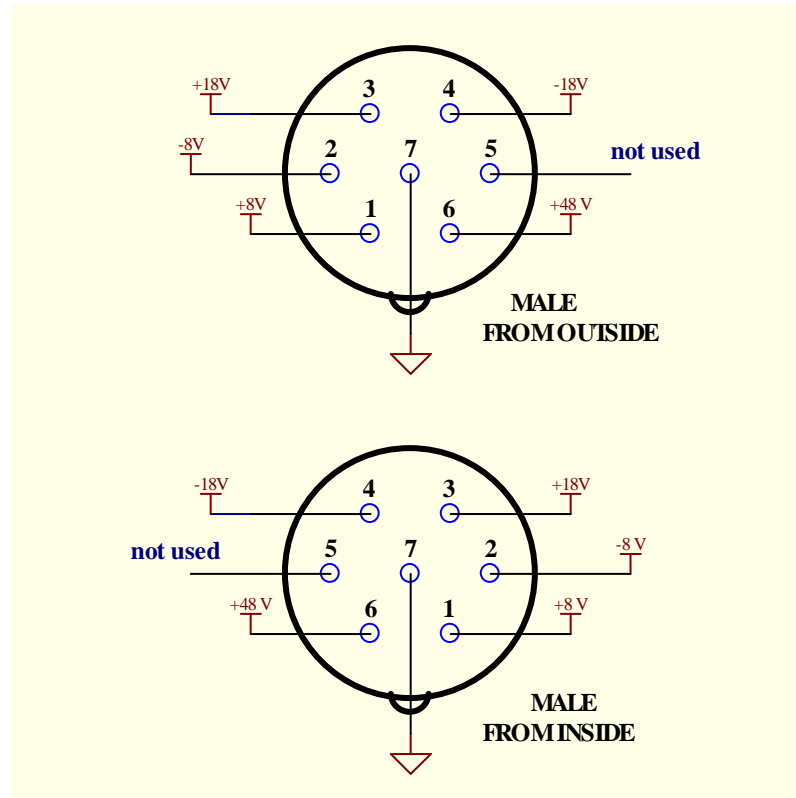 +18V 3 4 -18V
-8V 2 7 5 not used
+8V 1 6 +48 V
MALE
FROM OUTSIDE
-18V 4 3 +18V
not used 5 7 2 -8 V
+48 V 6 1 +8 V
MALE
FROM INSIDE